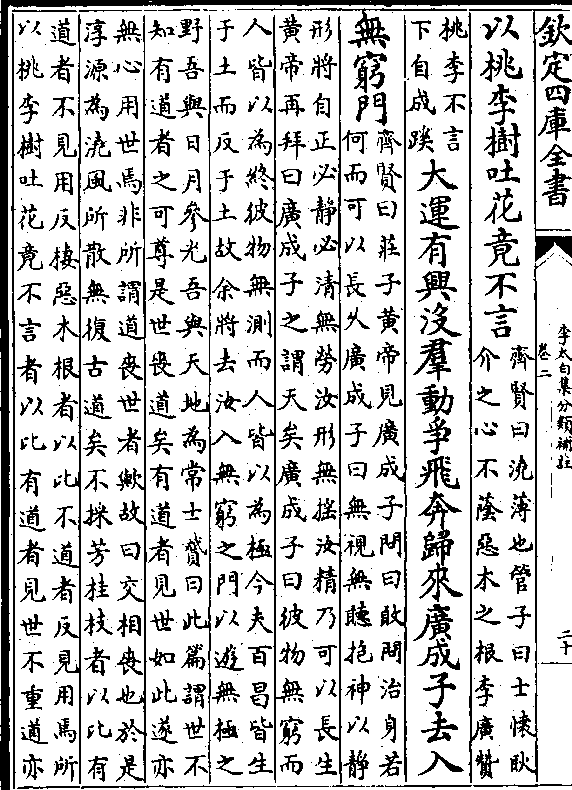 欽定四庫全書
李太白集分類補註
卷二
二十
以桃李樹吐花竟不言
齊賢曰澆薄也管子曰士懷耿
介之心不蔭惡木之根李廣贊
桃李不言
下自成蹊
大運有興沒羣動爭飛奔歸來廣成子去入
無窮門
齊賢曰莊子黄帝見廣成子問曰敢問治身若
何而可以長久廣成子曰無視無聽抱神以静
形將自正必静必清無勞汝形無揺汝精乃可以長生
黄帝再拜曰廣成子之謂天矣廣成子曰彼物無窮而
人皆以為終彼物無測而人皆以為極今夫百昌皆生
于土而反于土故余將去汝入無窮之門以遊無極之
野吾與日月參光吾與天地為常士贇曰此篇謂世不
知有道者之可尊是世喪道矣有道者見世如此遂亦
無心用世焉非所謂道喪世者歟故曰交相喪也於是
淳源為澆風所散無復古道矣不採芳桂枝者以比有
道者不見用反棲惡木根者以比不道者反見用焉所
以桃李樹吐花竟不言者以比有道者見世不重道亦